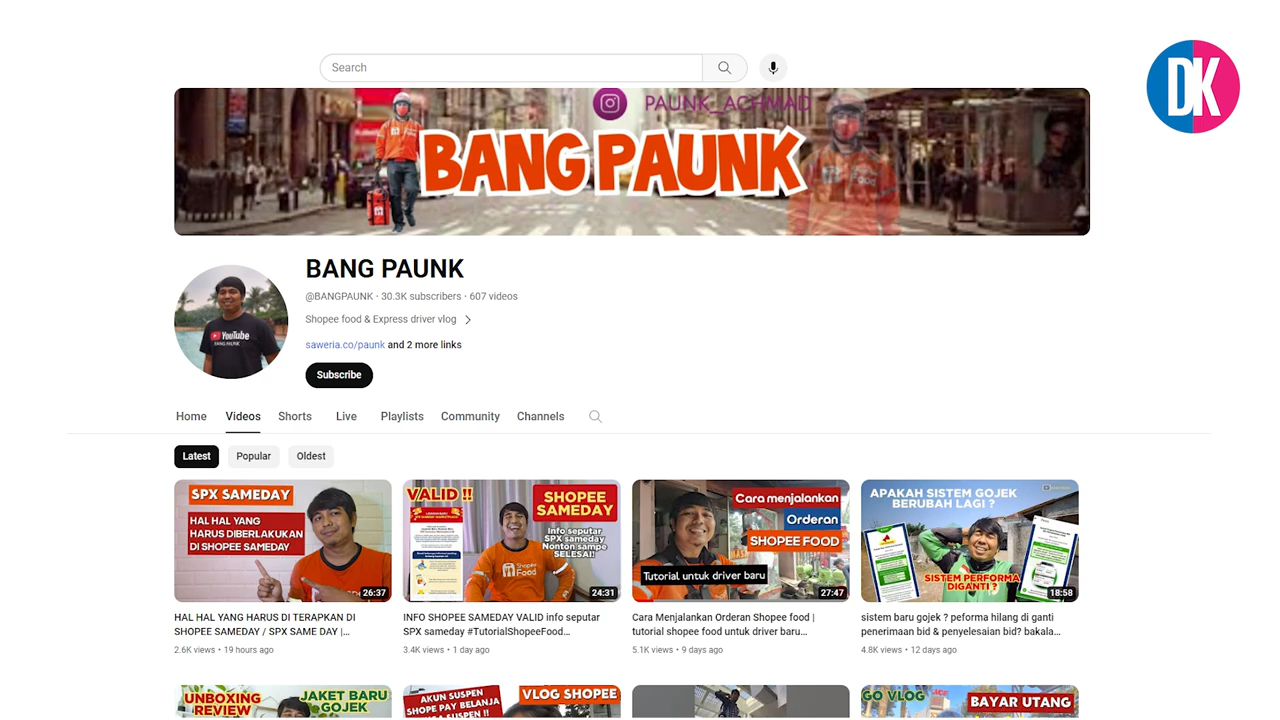 Search
DK
PAUNK_ACHMAD
BANG PAUNK
YouTube
BANG PAUNK
BANG PAUNK
@BANGPAUNK · 30.3K subscribers · 607 videos
Shopee food & Express driver vlog
saweria.co/paunk and 2 more links
Subscribe
Home Videos Shorts Live Playlists Community Channels
Latest Popular Oldest
SPX SAMEDAY
HAL HAL YANG
HARUS DIBERLAKUKAN
DI SHOPEE SAMEDAY
26:37
VALID !!
SHOPEE
SAMEDAY
Info seputar
SPX sameday
Nonton sampe
SELESAI!!
Shopee
Food
24:31
Cara menjalankan
Orderan
SHOPEE FOOD
Tutorial untuk driver baru
27:47
APAKAH SISTEM GOJEK
BERUBAH LAGI ?
SISTEM PERFORMA
DIGANTI ?
18:58
HAL HAL YANG HARUS DI TERAPKAN DI
SHOPEE SAMEDAY / SPX SAME DAY |...
2.6K views • 19 hours ago
INFO SHOPEE SAMEDAY VALID info seputar
SPX sameday #TutorialShopeeFood...
3.4K views • 1 day ago
Cara Menjalankan Orderan Shopee food |
tutorial shopee food untuk driver baru...
5.1K views • 9 days ago
sistem baru gojek ? peforma hilang di ganti
penerimaan bid & penyelesaian bid? bakala...
4.8K views • 12 days ago
UNBOXING
REVIEW
JAKET BARU
GOJEK
AKUN SUSPEN
SHOPE PAY BELANJA
SUSPEN !!
VLOG SHOPEE
GO VLOG
BAYAR UTANG